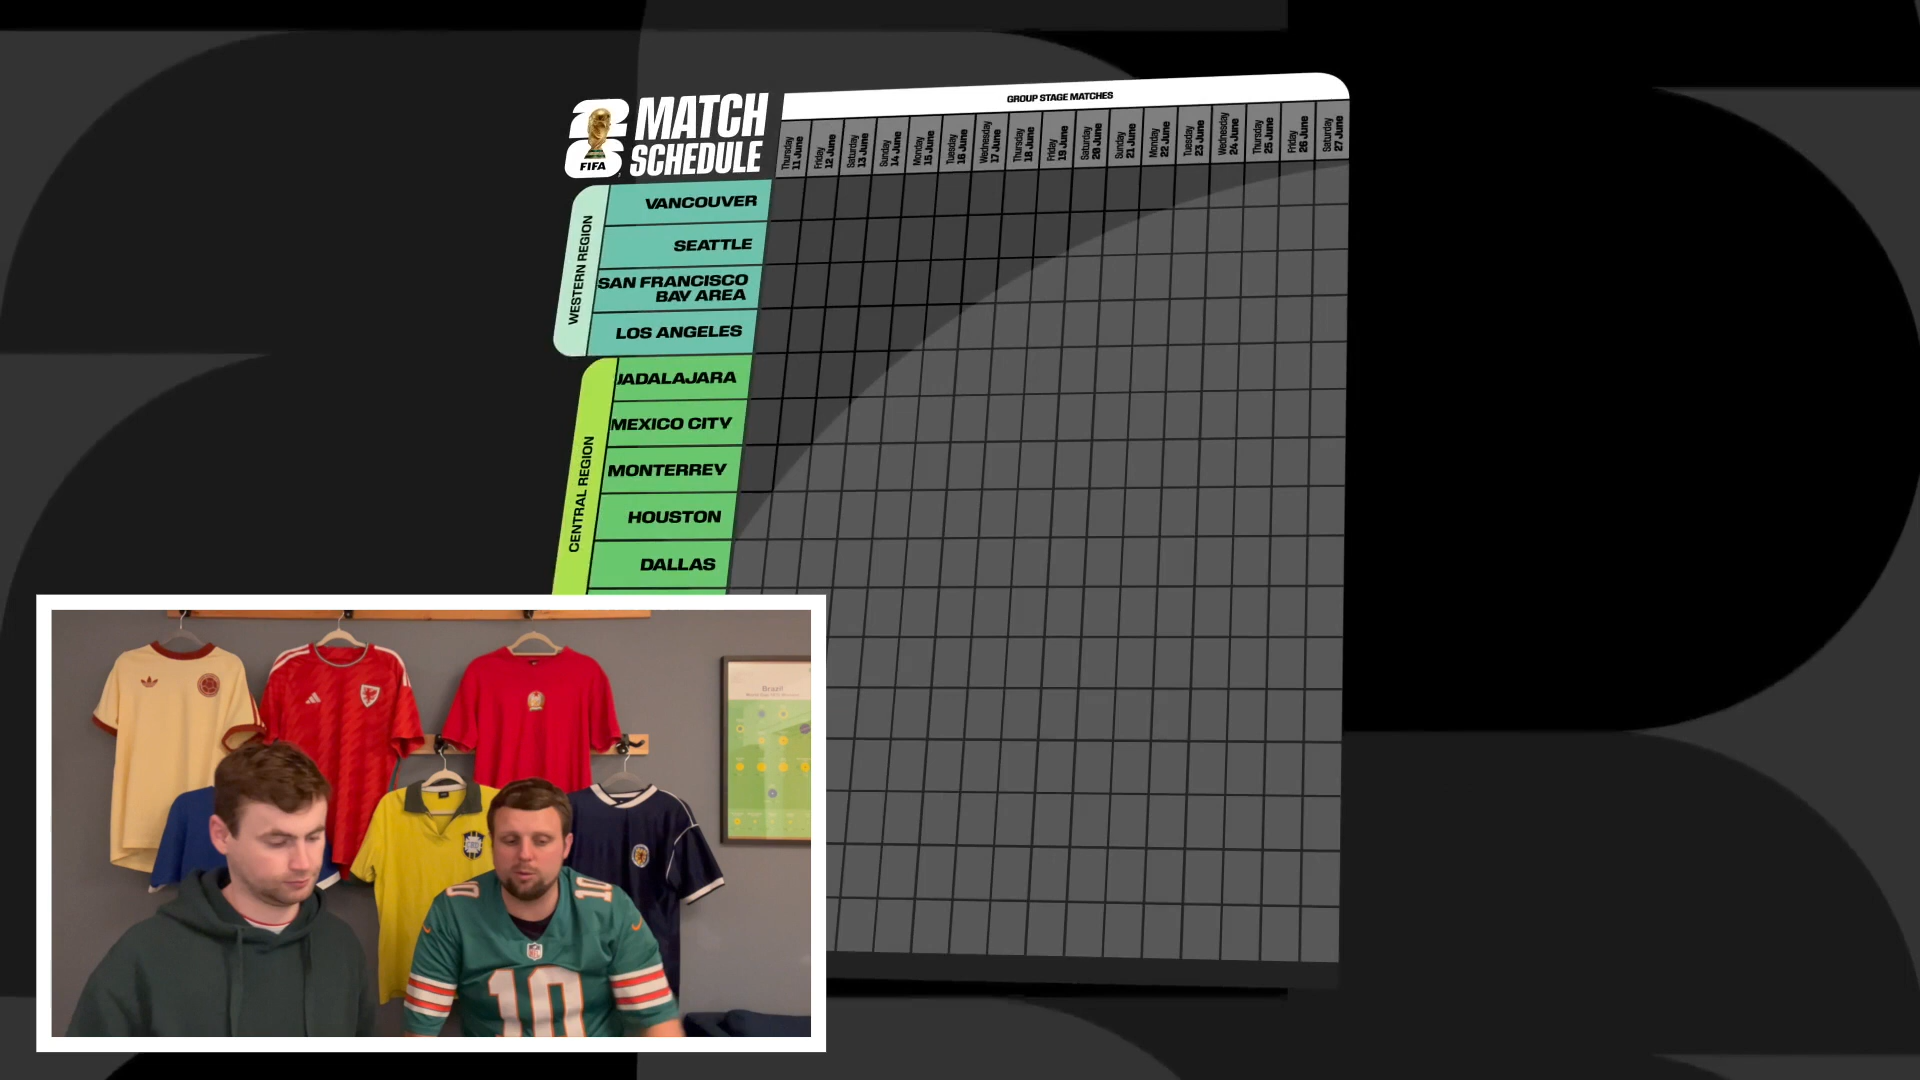 MATCH
SCHEDULE
FIFA
GROUP STAGE MATCHES
Thursday
11 June
Friday
12 June
Saturday
13 June
Sunday
14 June
Monday
15 June
Tuesday
16 June
Wednesday
17 June
Thursday
18 June
Friday
19 June
Saturday
20 June
Sunday
21 June
Monday
22 June
Tuesday
23 June
Wednesday
24 June
Thursday
25 June
Friday
26 June
Saturday
27 June
WESTERN REGION
VANCOUVER
SEATTLE
SAN FRANCISCO
BAY AREA
LOS ANGELES
CENTRAL REGION
JADALAJARA
MEXICO CITY
MONTERREY
HOUSTON
DALLAS
Brazil
10
10
NFL
10